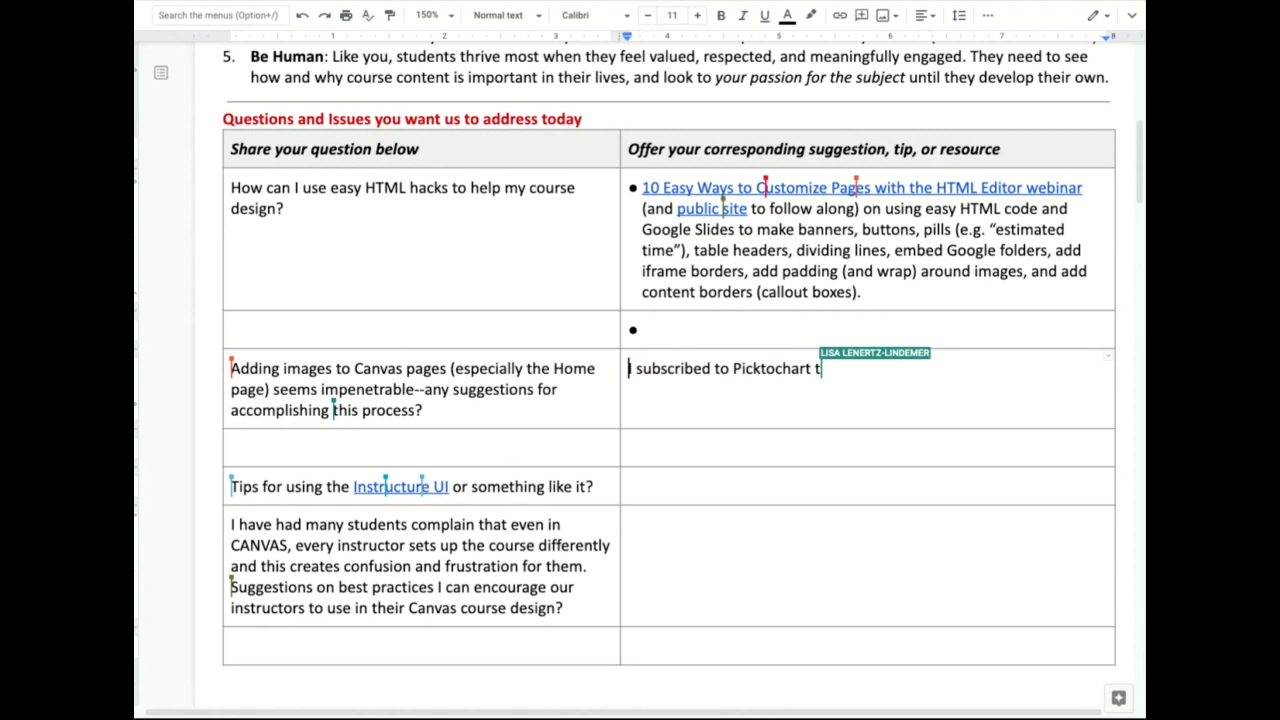 Search the menus (Option+/)
150%
Normal text
Calibri
11
B I U A
1 2 3 4 5 6 7 8
5. Be Human: Like you, students thrive most when they feel valued, respected, and meaningfully engaged. They need to see
how and why course content is important in their lives, and look to your passion for the subject until they develop their own.
Questions and Issues you want us to address today
Share your question below
Offer your corresponding suggestion, tip, or resource
How can I use easy HTML hacks to help my course
design?
● 10 Easy Ways to Customize Pages with the HTML Editor webinar
(and public site to follow along) on using easy HTML code and
Google Slides to make banners, buttons, pills (e.g. “estimated
time”), table headers, dividing lines, embed Google folders, add
iframe borders, add padding (and wrap) around images, and add
content borders (callout boxes).
●
Adding images to Canvas pages (especially the Home
page) seems impenetrable--any suggestions for
accomplishing this process?
LISA LENERTZ-LINDEMER
I subscribed to Picktochart t
Tips for using the Instructure UI or something like it?
I have had many students complain that even in
CANVAS, every instructor sets up the course differently
and this creates confusion and frustration for them.
Suggestions on best practices I can encourage our
instructors to use in their Canvas course design?